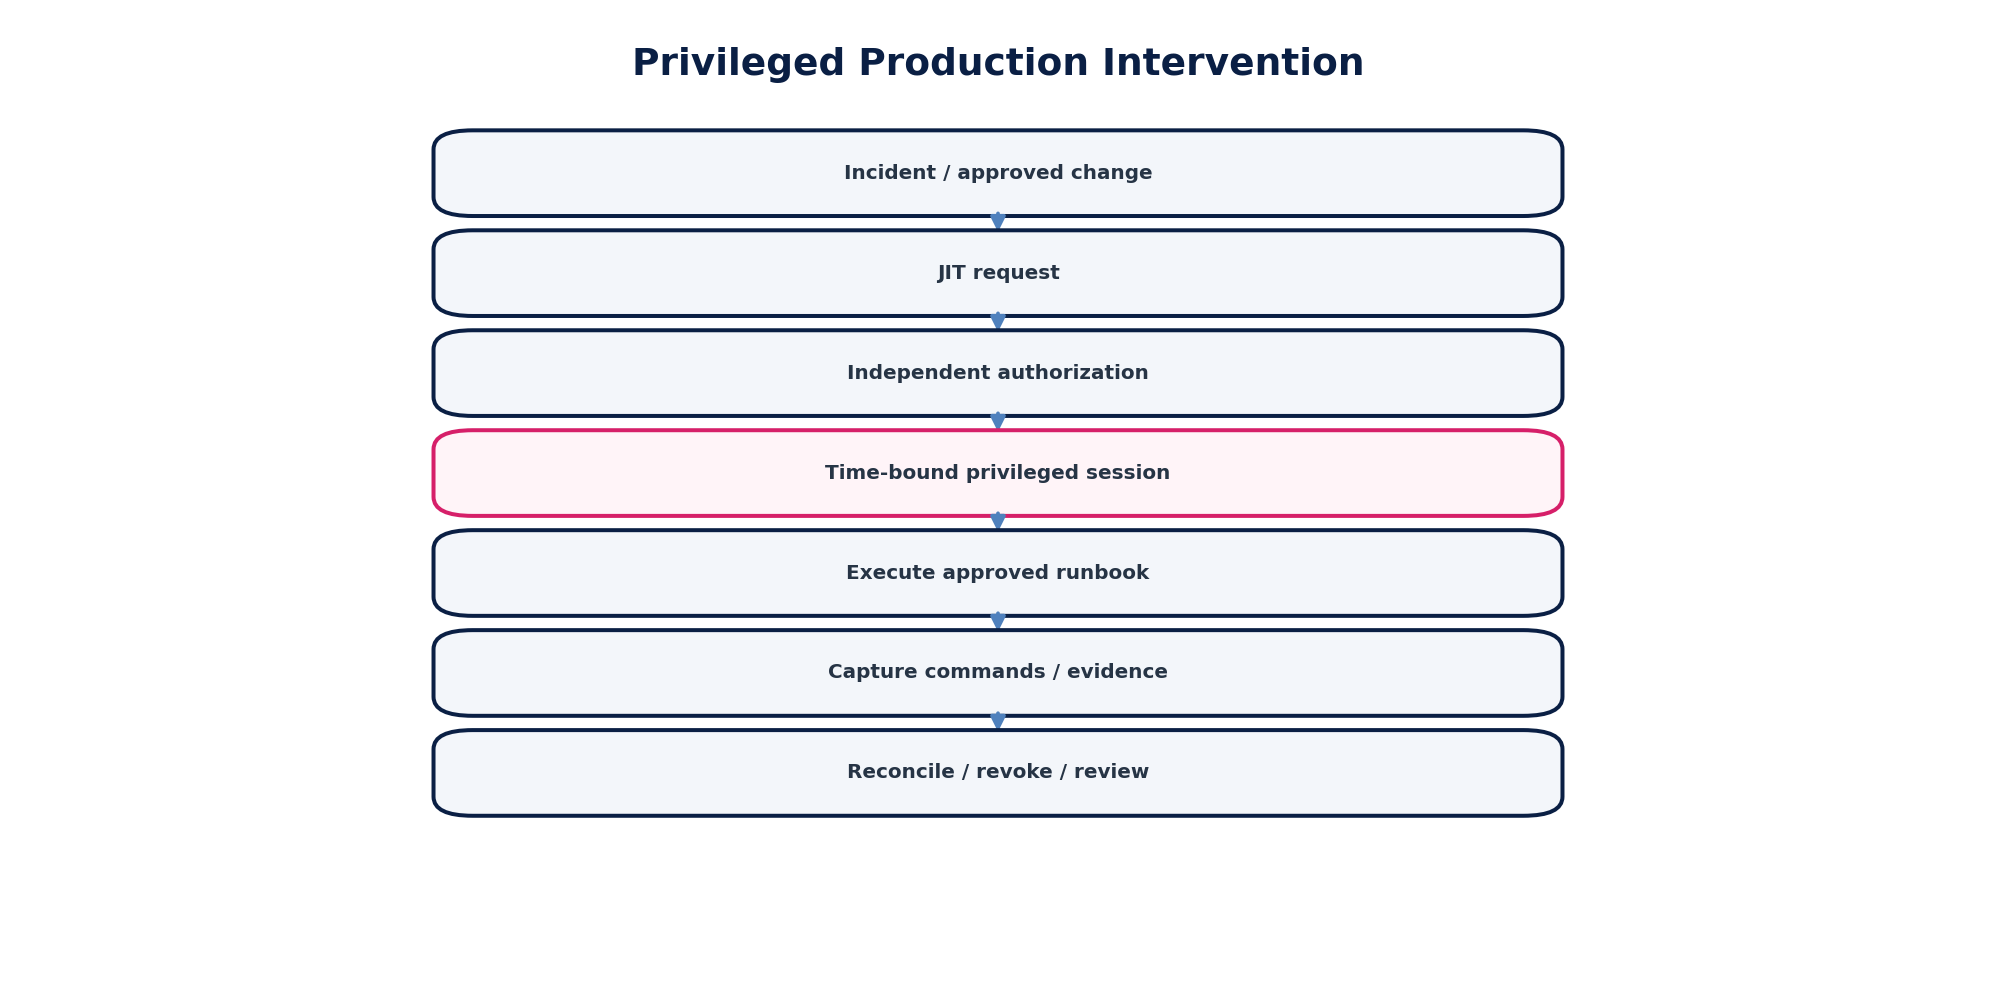 Privileged Production Intervention
Incident / approved change
JIT request
Independent authorization
Time-bound privileged session
Execute approved runbook
Capture commands / evidence
Reconcile / revoke / review